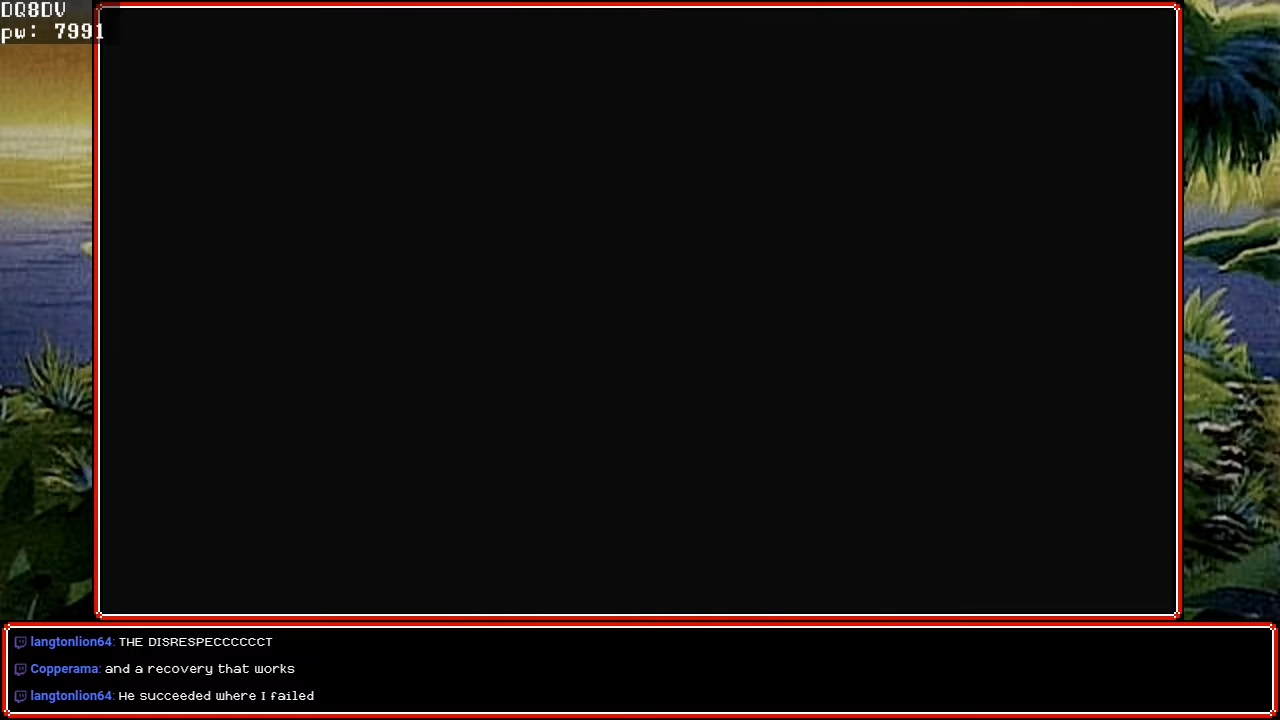 DQ8DV
pw: 7991
langtonlion64: THE DISRESPECCCCCCT
Copperama: and a recovery that works
langtonlion64: He succeeded where I failed